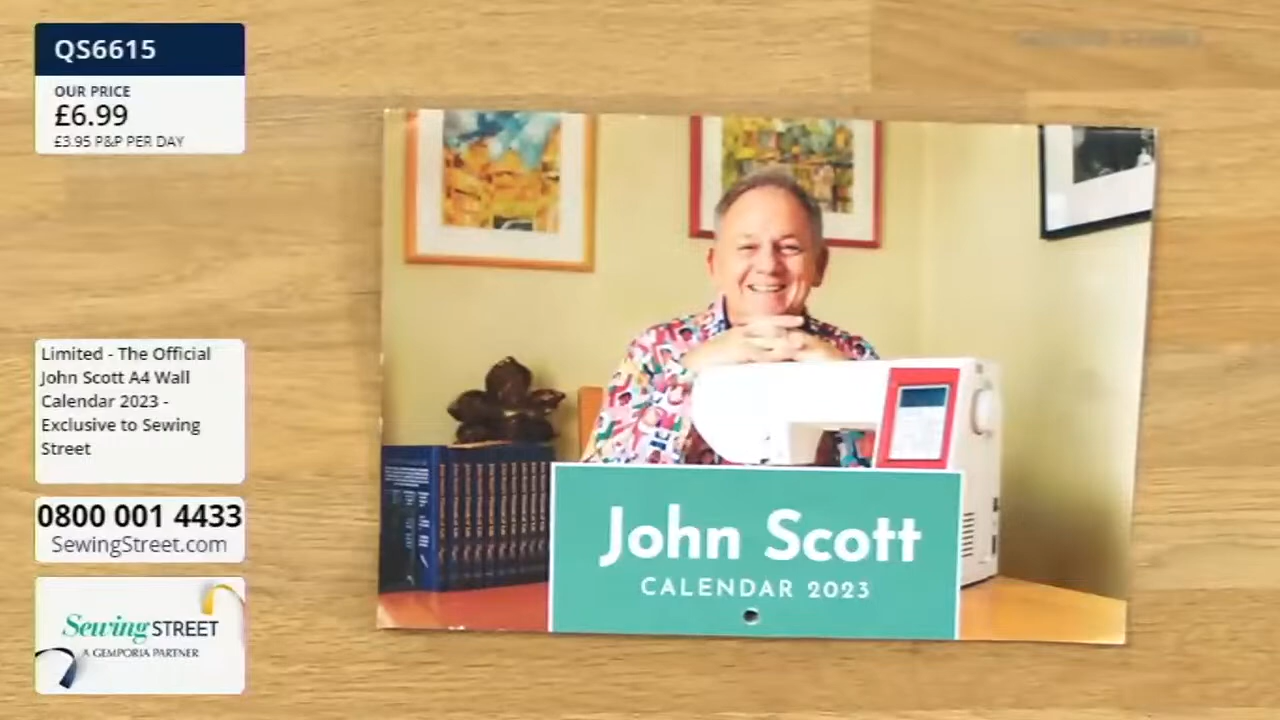 QS6615
OUR PRICE
£6.99
£3.95 P&P PER DAY
Limited - The Official
John Scott A4 Wall
Calendar 2023 -
Exclusive to Sewing
Street
0800 001 4433
SewingStreet.com
Sewing STREET
A GEMPORIA PARTNER
John Scott
CALENDAR 2023